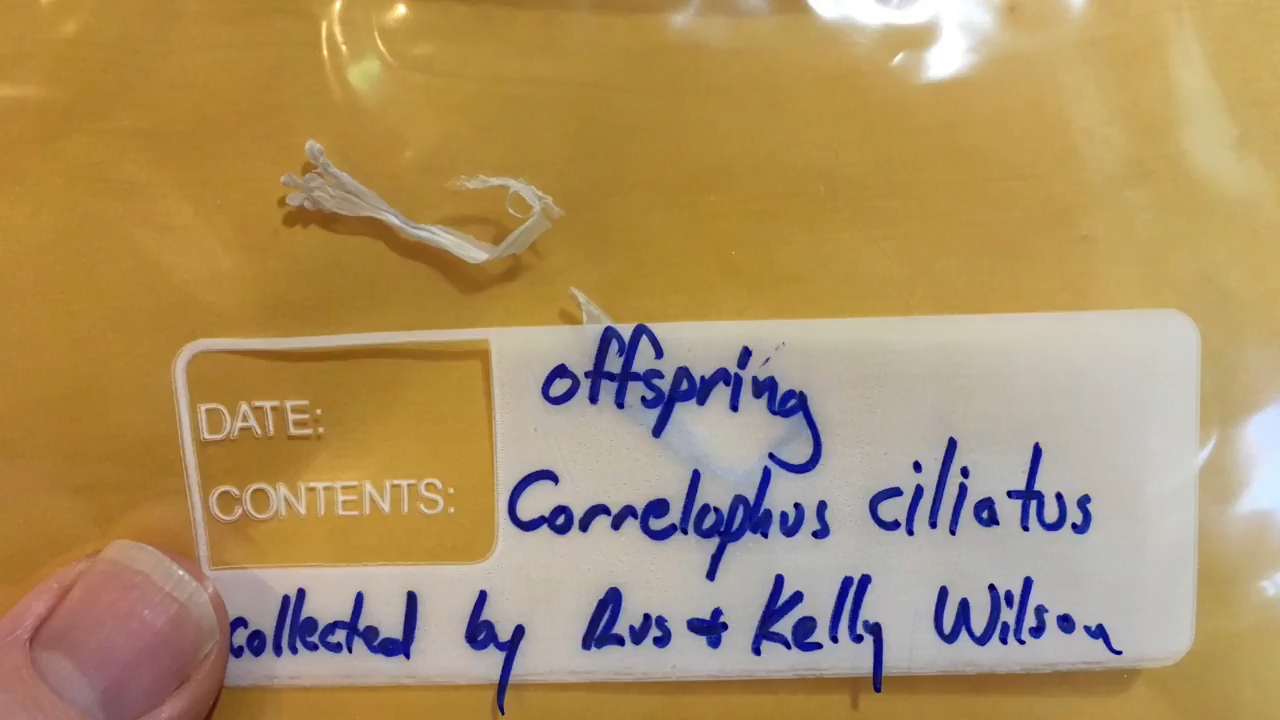 DATE:
CONTENTS:
offspring
Correlophus ciliatus
collected by Rus + Kelly Wilson